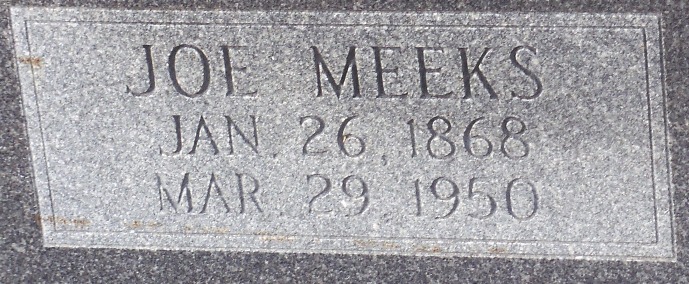 JOE MEEKS
JAN. 26, 1868
MAR. 29, 1950